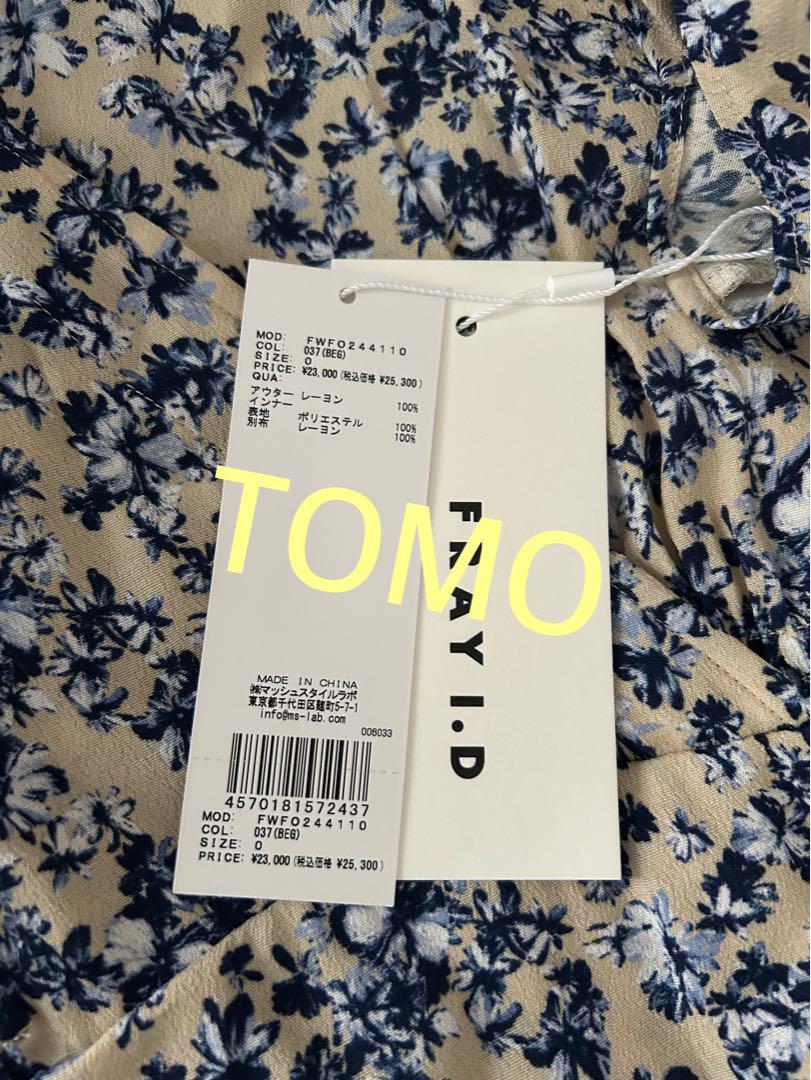 MOD: FWFO244110
COL: 037(BEG)
SIZE: 0
PRICE: ¥23,000(税込価格 ¥25,300)
QUA:
アウター レーヨン 100%
インナー
表地 ポリエステル 100%
別布 レーヨン 100%
TOMO
FRAY I.D
MADE IN CHINA
㈱マッシュスタイルラボ
東京都千代田区麹町5-7-1
info@ms-lab.com
006033
4570181572437
MOD: FWFO244110
COL: 037(BEG)
SIZE: 0
PRICE: ¥23,000(税込価格 ¥25,300)